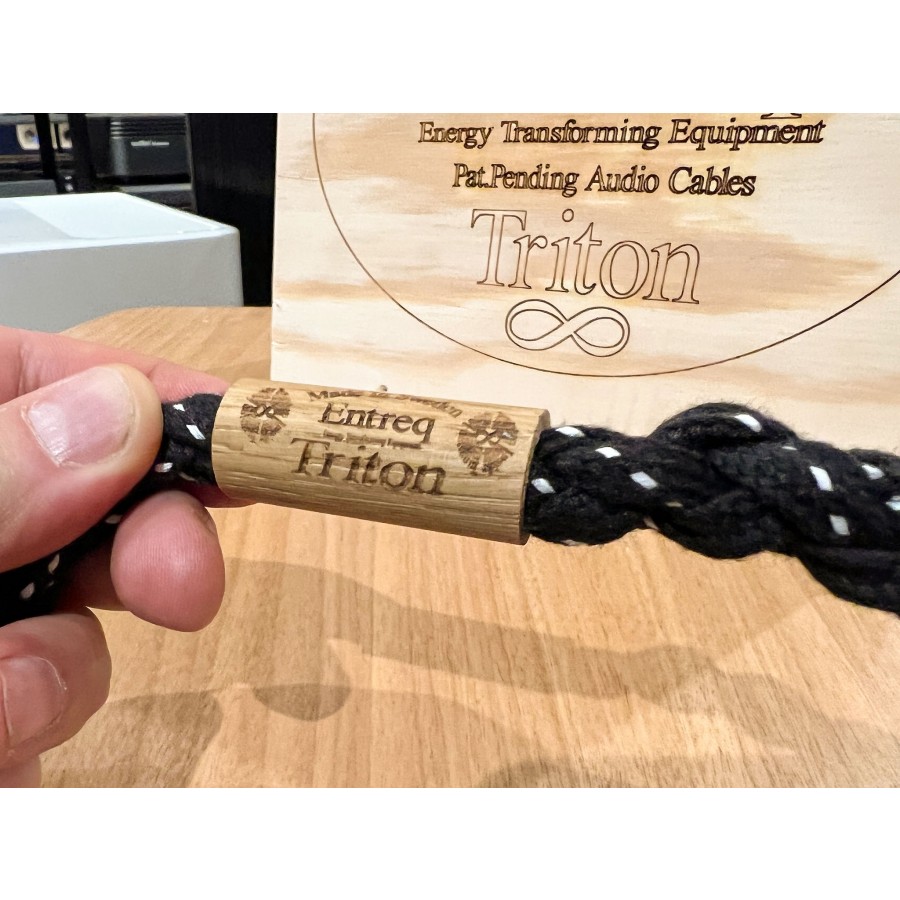 Energy Transforming Equipment
Pat.Pending Audio Cables
Triton
Made in Sweden
Entreq
Triton